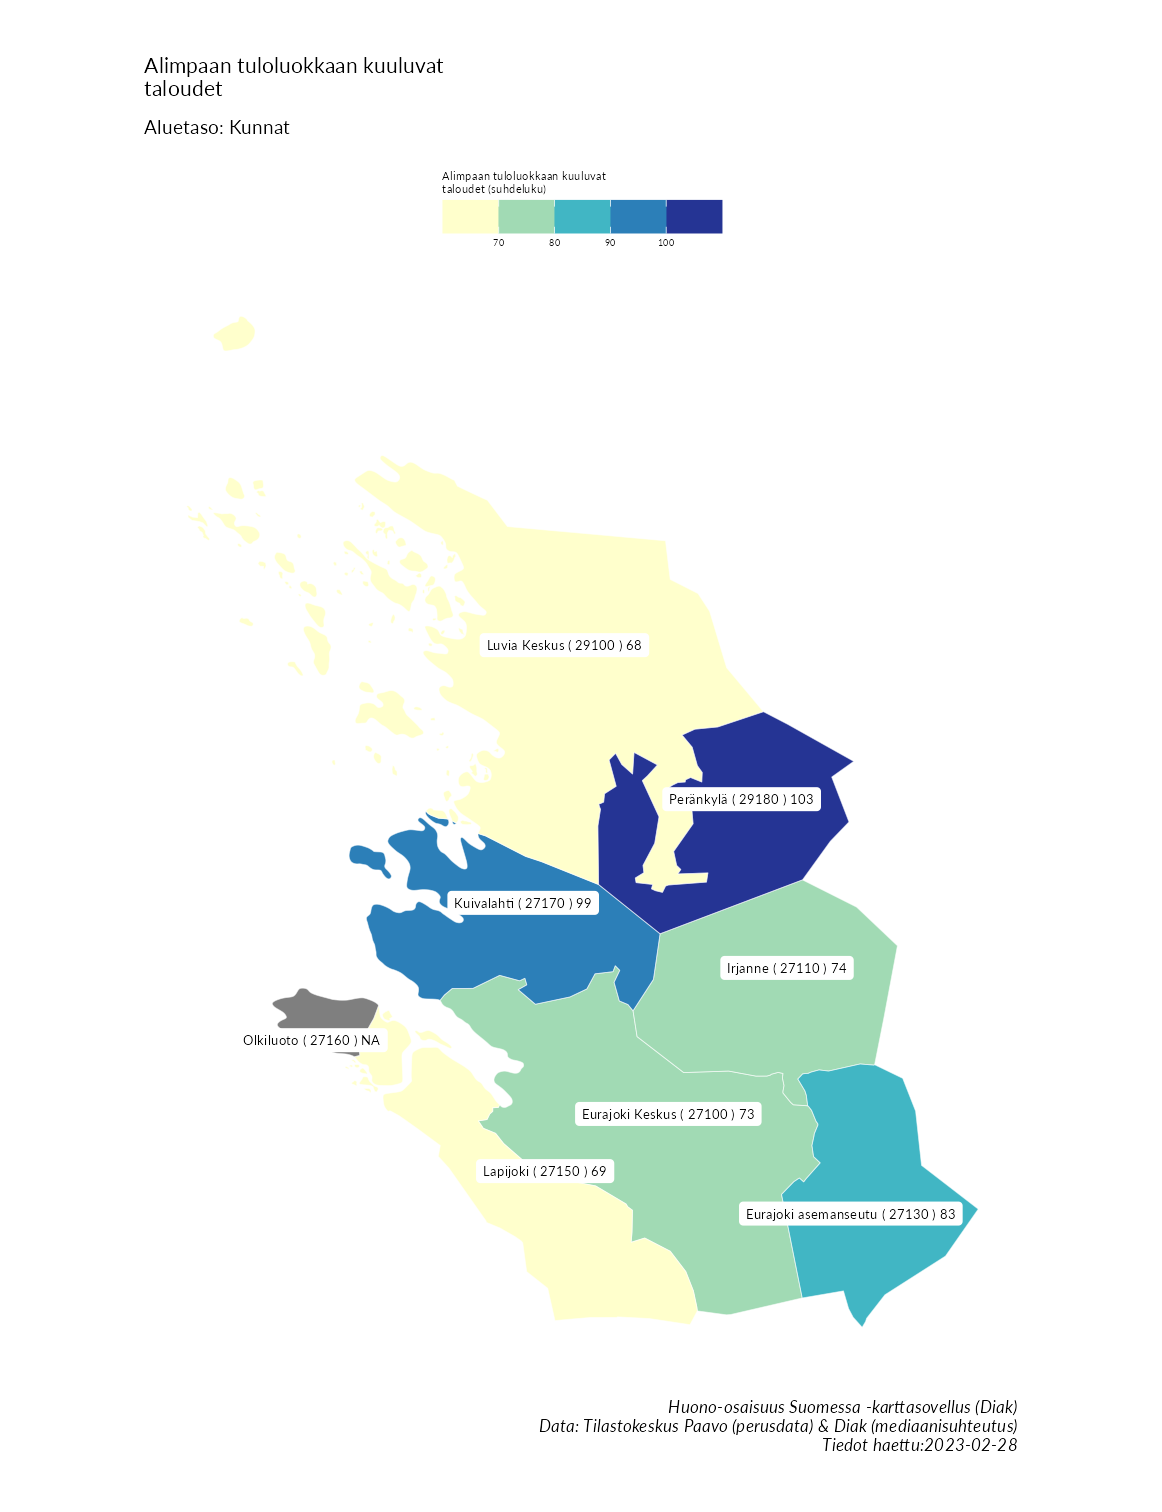 Alimpaan tuloluokkaan kuuluvat
taloudet
Aluetaso: Kunnat
Alimpaan tuloluokkaan kuuluvat
taloudet (suhdeluku)
70 80 90 100
Luvia Keskus ( 29100 ) 68
Peränkylä ( 29180 ) 103
Kuivalahti ( 27170 ) 99
Irjanne ( 27110 ) 74
Olkiluoto ( 27160 ) NA
Eurajoki Keskus ( 27100 ) 73
Lapijoki ( 27150 ) 69
Eurajoki asemanseutu ( 27130 ) 83
Huono-osaisuus Suomessa -karttasovellus (Diak)
Data: Tilastokeskus Paavo (perusdata) & Diak (mediaanisuhteutus)
Tiedot haettu:2023-02-28